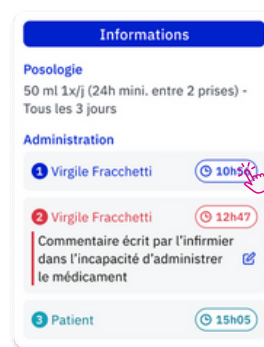 Informations
Posologie
50 ml 1x/j (24h mini. entre 2 prises) -
Tous les 3 jours
Administration
1 Virgile Fracchetti 10h56
2 Virgile Fracchetti 12h47
Commentaire écrit par l'infirmier
dans l'incapacité d'administrer
le médicament
3 Patient 15h05